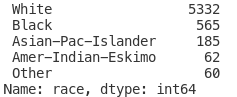 White 5332
Black 565
Asian-Pac-Islander 185
Amer-Indian-Eskimo 62
Other 60
Name: race, dtype: int64